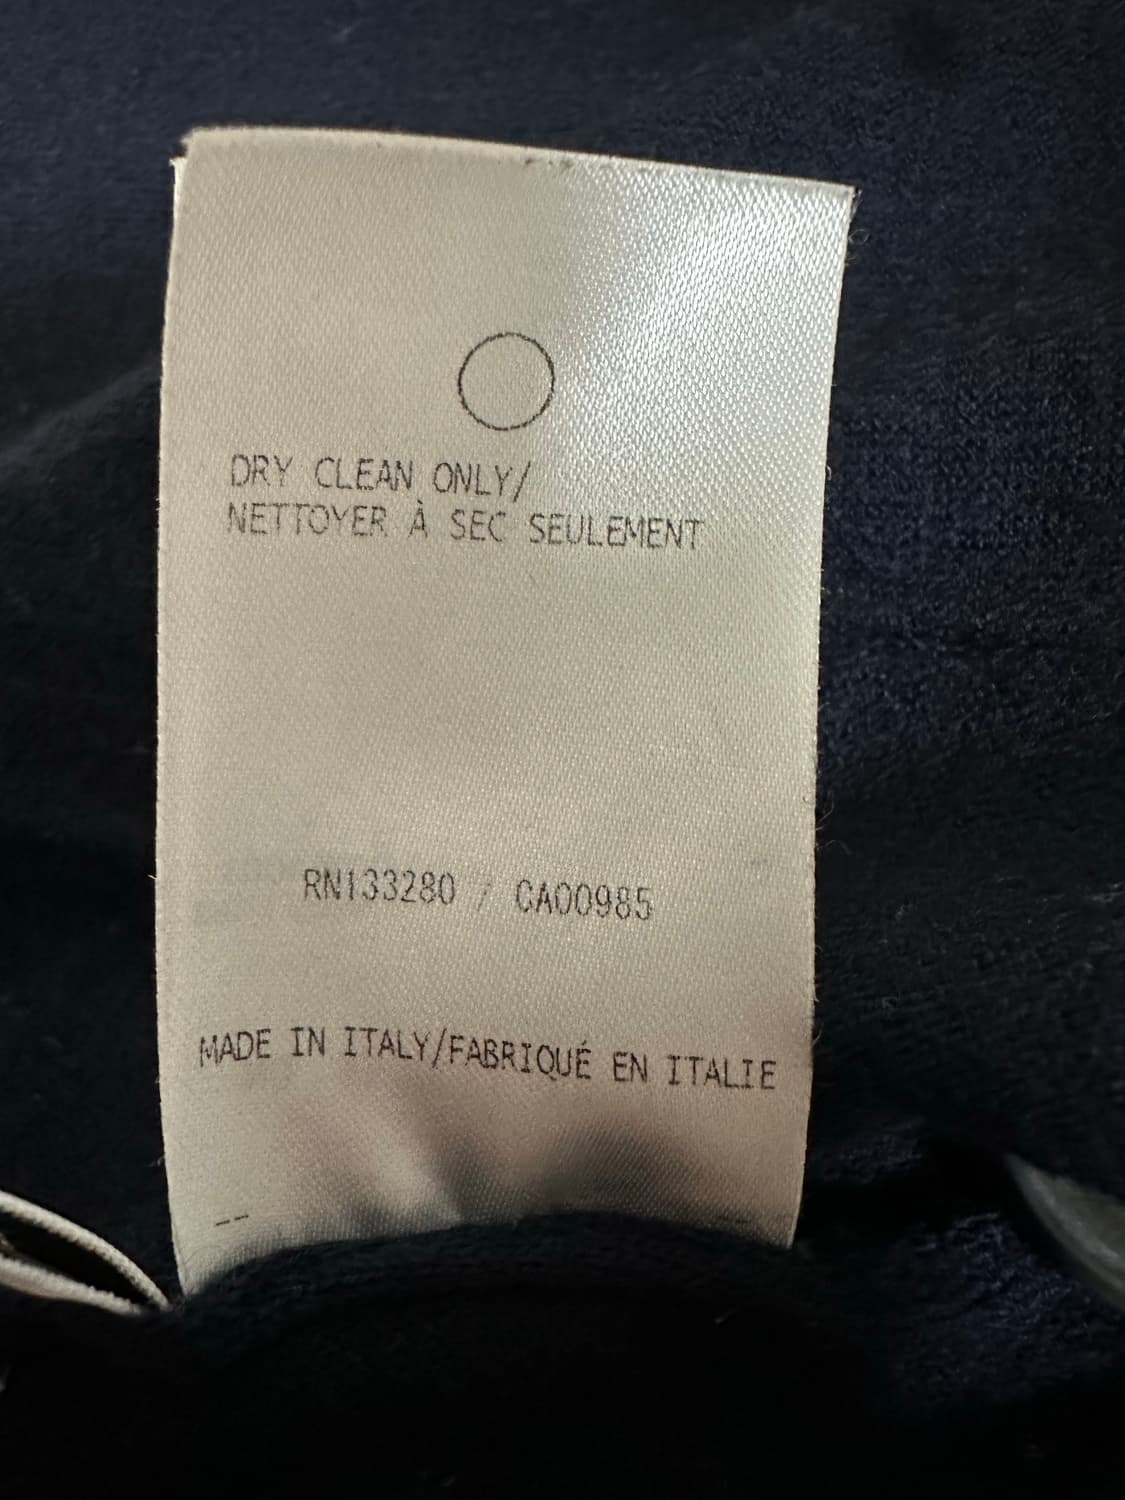 DRY CLEAN ONLY/
NETTOYER À SEC SEULEMENT
RN133280 / CA00985
MADE IN ITALY/FABRIQUÉ EN ITALIE